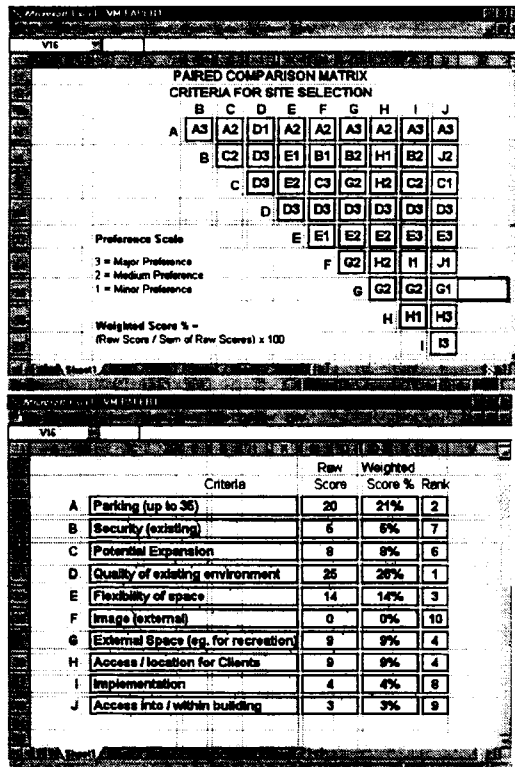 V16
PAIRED COMPARISON MATRIX
CRITERIA FOR SITE SELECTION
B C D E F G H I J
A A3 A2 D1 A2 A2 A3 A2 A3 A3
B C2 D3 E1 B1 B2 H1 B2 J2
C D3 E2 C3 G2 H2 C2 C1
D D3 D3 D3 D3 D3 D3
E E1 E2 E2 E3 E3
Preference Scale
3 = Major Preference
F G2 H2 I1 J1
2 = Medium Preference
1 = Minor Preference
G G2 G2 G1
H H1 H3
Weighted Score % =
(Raw Score / Sum of Raw Scores) x 100
I I3
Sheet1
V16
Raw Weighted
Criteria Score Score % Rank
A Parking (up to 35) 20 21% 2
B Security (existing) 5 5% 7
C Potential Expansion 8 8% 6
D Quality of existing environment 25 26% 1
E Flexibility of space 14 14% 3
F Image (external) 0 0% 10
G External Space (eg. for recreation) 9 9% 4
H Access / location for Clients 9 9% 4
I Implementation 4 4% 8
J Access into / within building 3 3% 9
Sheet1